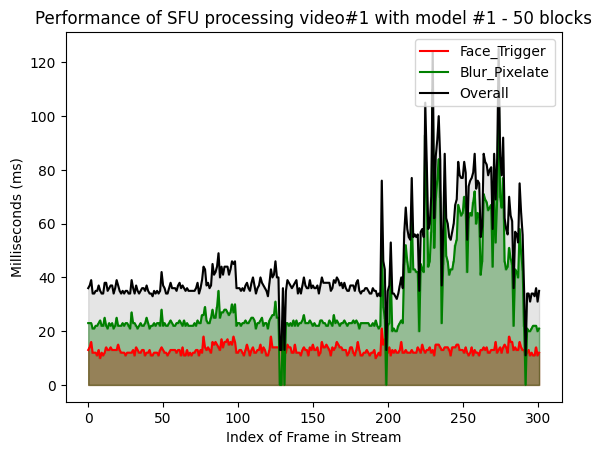 Performance of SFU processing video#1 with model #1 - 50 blocks
Face_Trigger
Blur_Pixelate
Overall
Milliseconds (ms)
120
100
80
60
40
20
0
0 50 100 150 200 250 300
Index of Frame in Stream